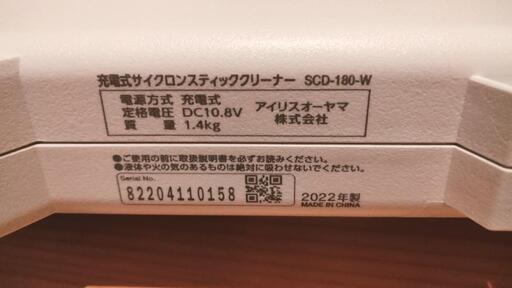 充電式サイクロンスティッククリーナー SCD-180-W
電源方式 充電式
定格電圧 DC10.8V
質 量 1.4kg
アイリスオーヤマ
株式会社
●ご使用の前に取扱説明書を必ずお読みください。
●液体や火の気のあるものは絶対に吸わせないでください。
Serial No.
82204110158
2022年製
MADE IN CHINA